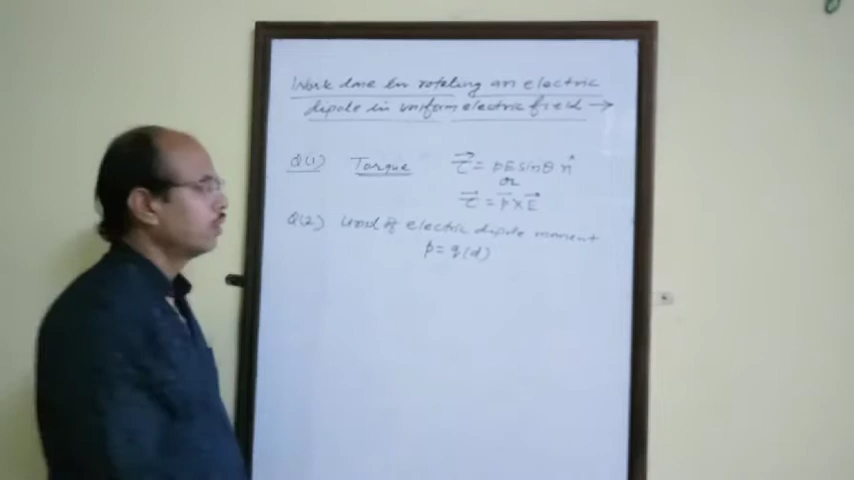 Work done in rotating an electric
dipole in uniform electric field →
Q(1) Torque τ⃗ = pE sinθ n̂
or
τ⃗ = p⃗ × E⃗
Q(2) Unit of electric dipole moment
p = q(d)